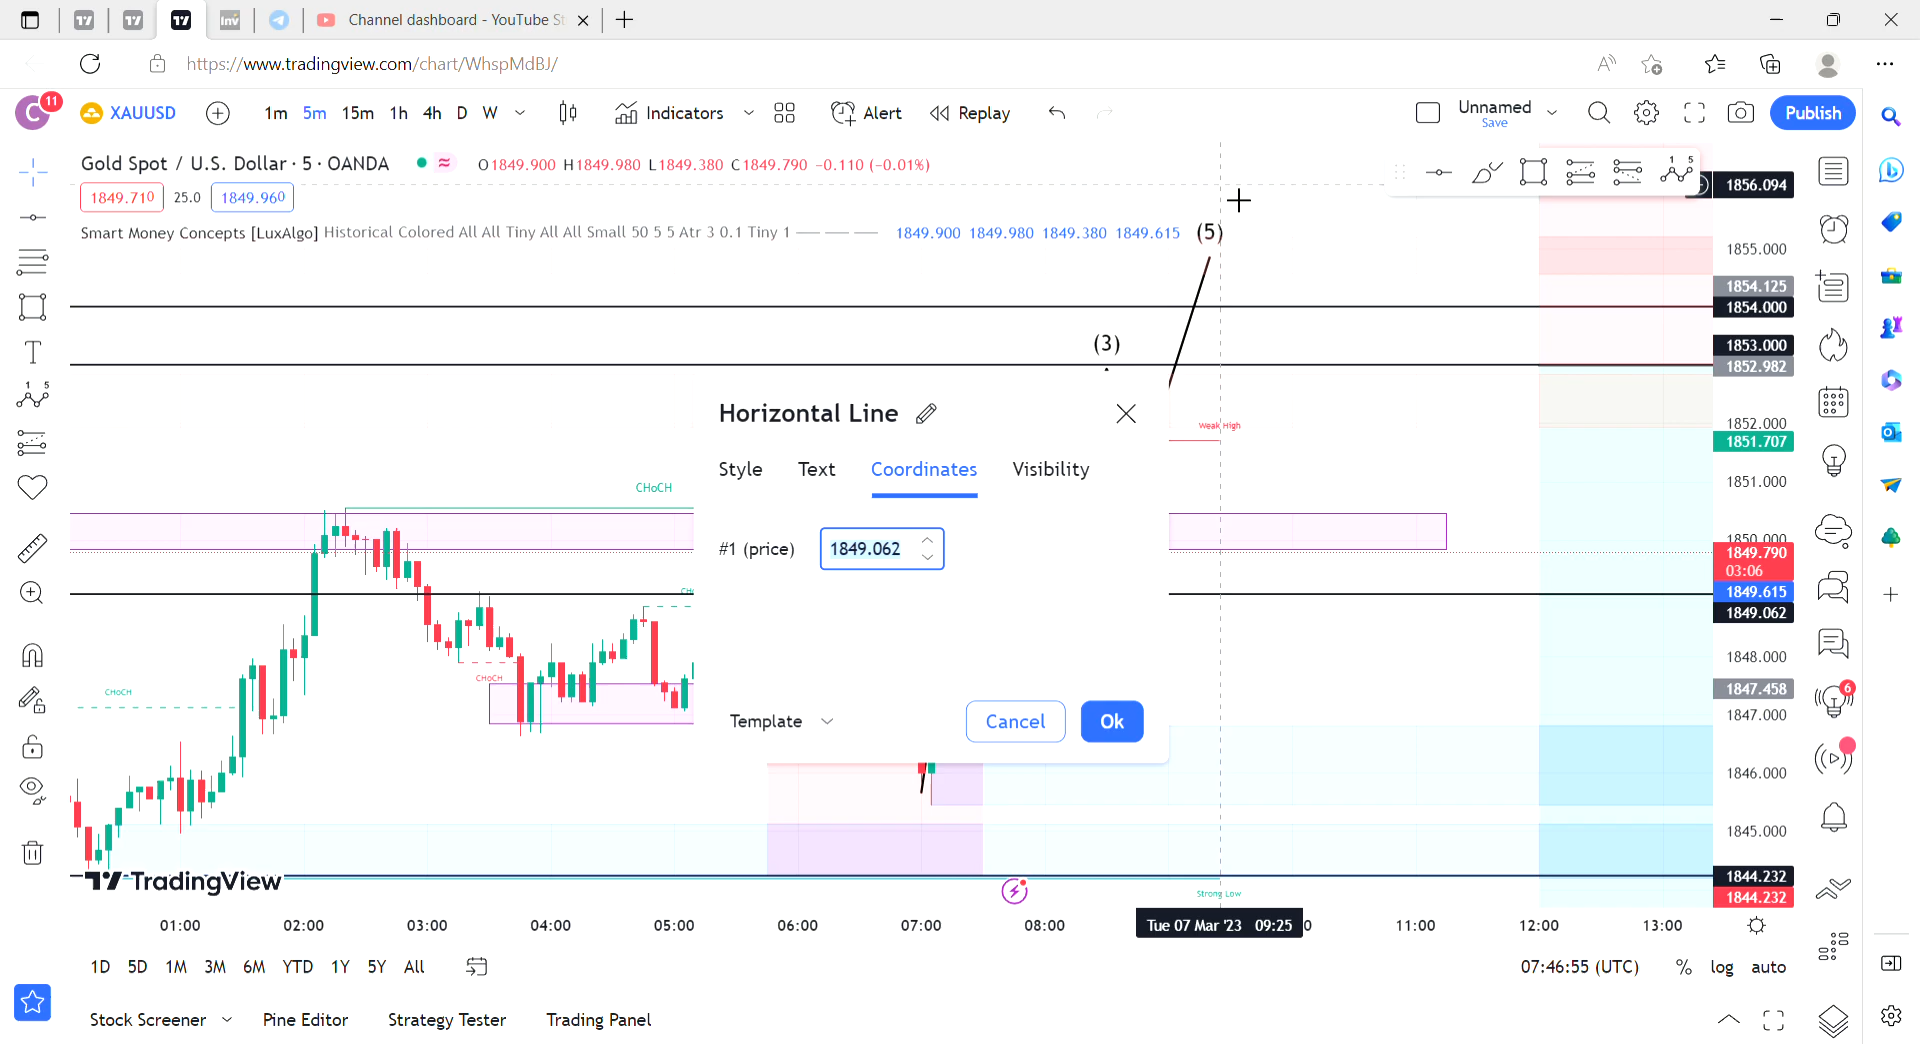 Channel dashboard - YouTube St
https://www.tradingview.com/chart/WhspMdBJ/
C 11
XAUUSD 1m 5m 15m 1h 4h D W Indicators Alert Replay Unnamed Save Publish
Gold Spot / U.S. Dollar · 5 · OANDA O1849.900 H1849.980 L1849.380 C1849.790 −0.110 (−0.01%)
1849.710 25.0 1849.960
Smart Money Concepts [LuxAlgo] Historical Colored All All Tiny All All Small 50 5 5 Atr 3 0.1 Tiny 1 1849.900 1849.980 1849.380 1849.615
(5)
(3)
1856.094
1855.000
1854.125
1854.000
1853.000
1852.982
1852.000
1851.707
1851.000
1850.000
1849.790
03:06
1849.615
1849.062
1848.000
1847.458
1847.000
1846.000
1845.000
1844.232
1844.232
Horizontal Line
Style Text Coordinates Visibility
#1 (price) 1849.062
Template Cancel Ok
Weak High
CHoCH
CHoCH
CHoCH
Strong Low
TradingView
01:00 02:00 03:00 04:00 05:00 06:00 07:00 08:00 Tue 07 Mar '23 09:25 11:00 12:00 13:00
1D 5D 1M 3M 6M YTD 1Y 5Y All 07:46:55 (UTC) % log auto
Stock Screener Pine Editor Strategy Tester Trading Panel
6